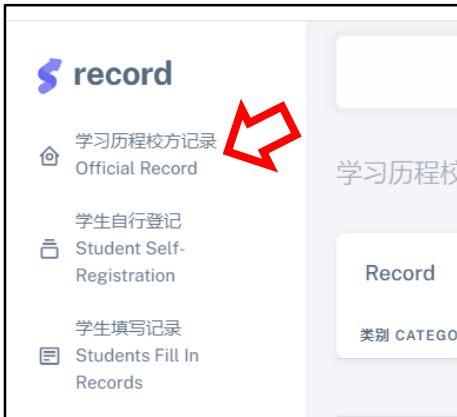 record
学习历程校方记录
Official Record
学生自行登记
Student Self-
Registration
学生填写记录
Students Fill In
Records
学习历程校
Record
类别 CATEGO